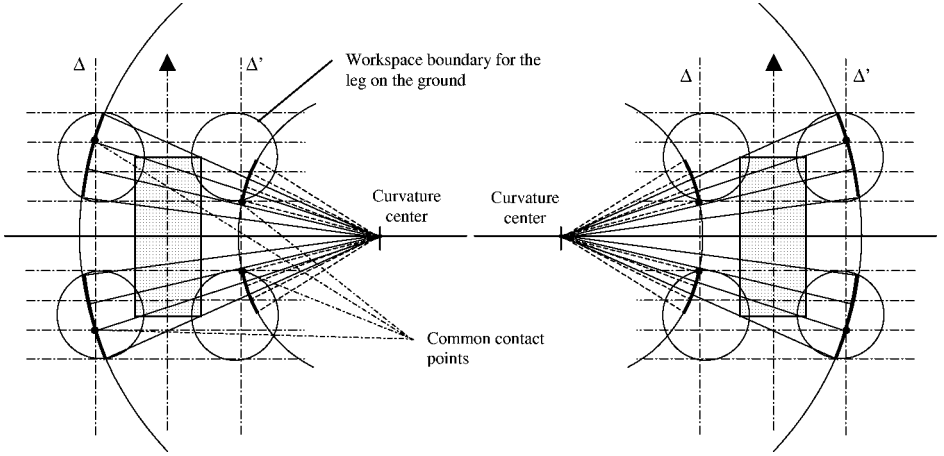 Δ
Δ'
Workspace boundary for the
leg on the ground
Curvature
center
Common contact
points
Δ
Δ'
Curvature
center